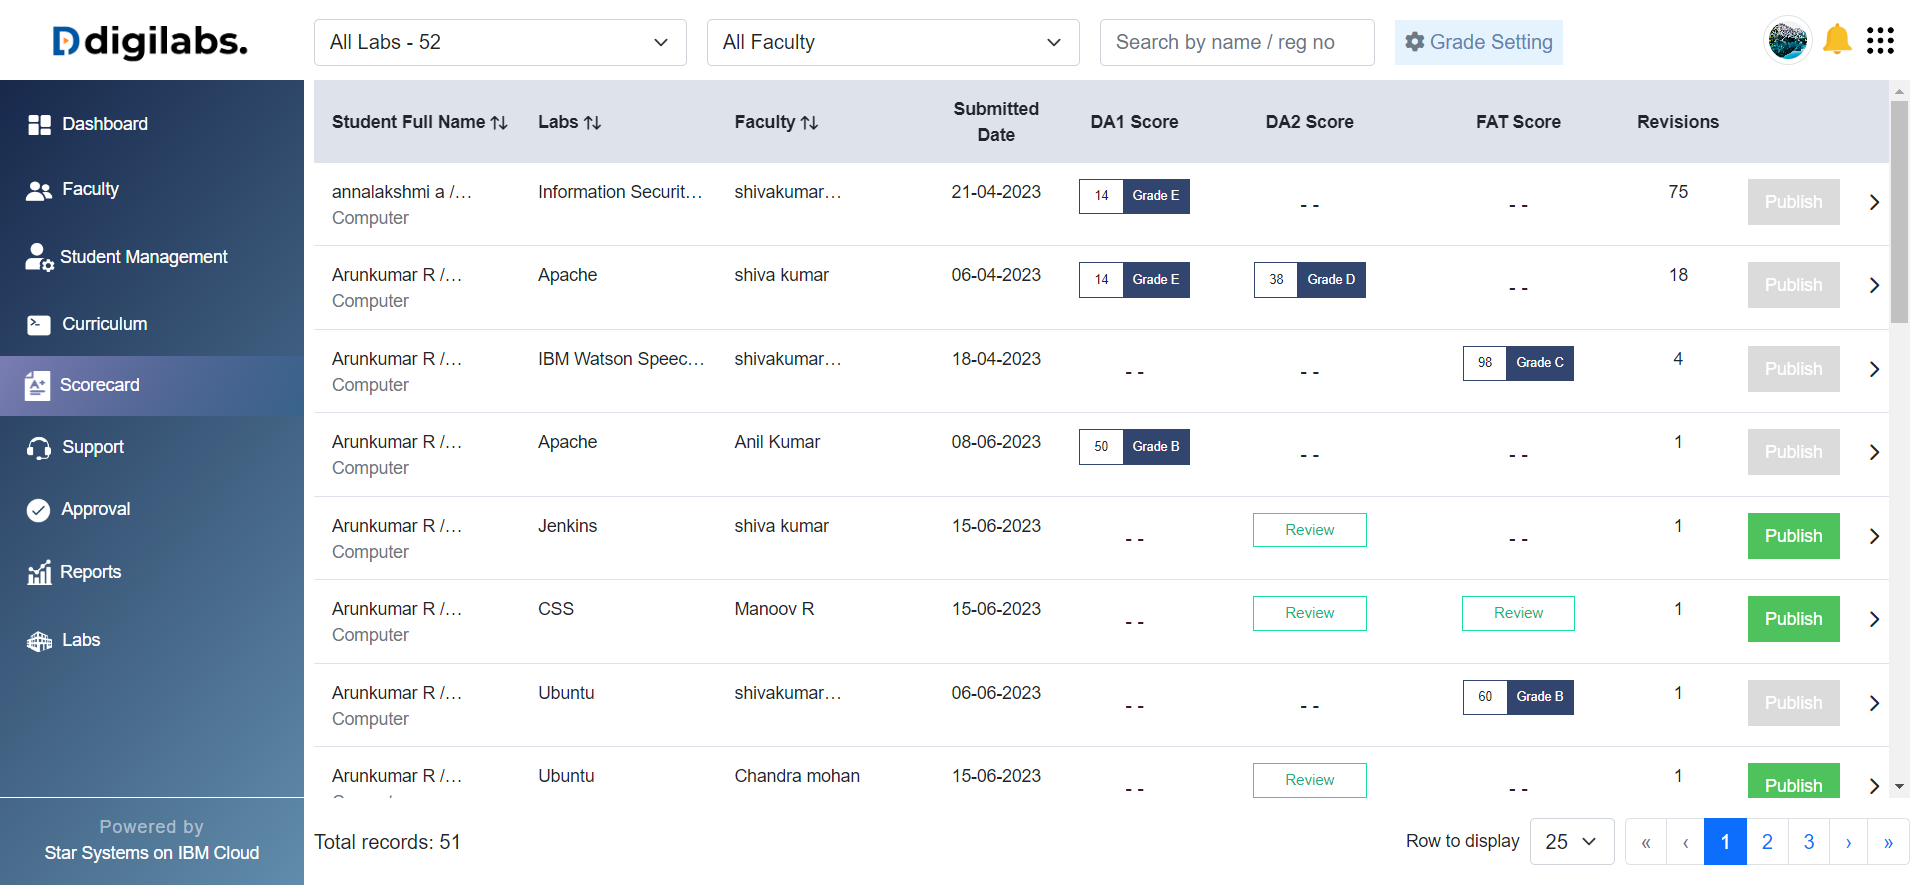 digilabs.
All Labs - 52
All Faculty
Search by name / reg no
Grade Setting
Dashboard
Faculty
Student Management
Curriculum
Scorecard
Support
Approval
Reports
Labs
Powered by
Star Systems on IBM Cloud
Student Full Name Labs Faculty Submitted Date DA1 Score DA2 Score FAT Score Revisions
annalakshmi a /... Information Securit... shivakumar... 21-04-2023 14 Grade E - - - - 75 Publish
Computer
Arunkumar R /... Apache shiva kumar 06-04-2023 14 Grade E 38 Grade D - - 18 Publish
Computer
Arunkumar R /... IBM Watson Speec... shivakumar... 18-04-2023 - - - - 98 Grade C 4 Publish
Computer
Arunkumar R /... Apache Anil Kumar 08-06-2023 50 Grade B - - - - 1 Publish
Computer
Arunkumar R /... Jenkins shiva kumar 15-06-2023 - - Review - - 1 Publish
Computer
Arunkumar R /... CSS Manoov R 15-06-2023 - - Review Review 1 Publish
Computer
Arunkumar R /... Ubuntu shivakumar... 06-06-2023 - - - - 60 Grade B 1 Publish
Computer
Arunkumar R /... Ubuntu Chandra mohan 15-06-2023 - - Review - - 1 Publish
Total records: 51
Row to display 25 « ‹ 1 2 3 › »